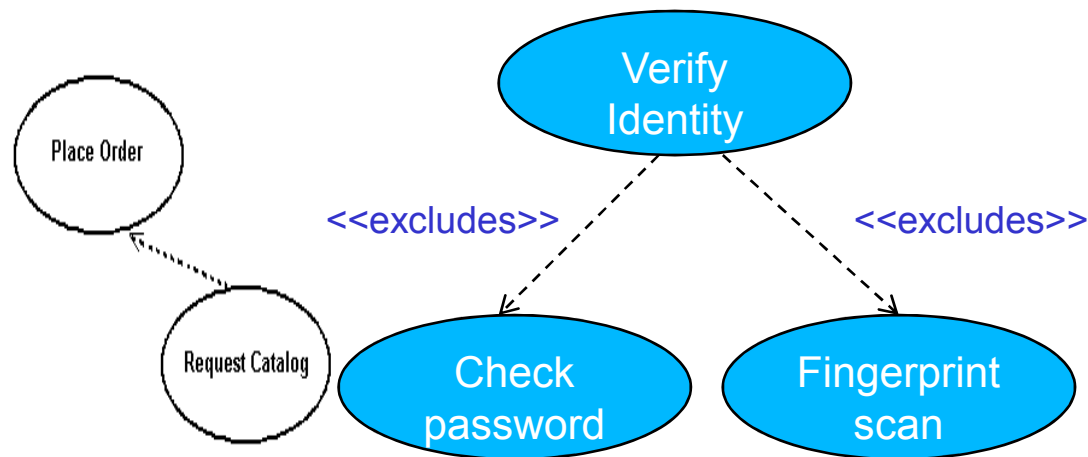 Verify
Identity
Place Order
<<excludes>>
<<excludes>>
Request Catalog
Check
password
Fingerprint
scan